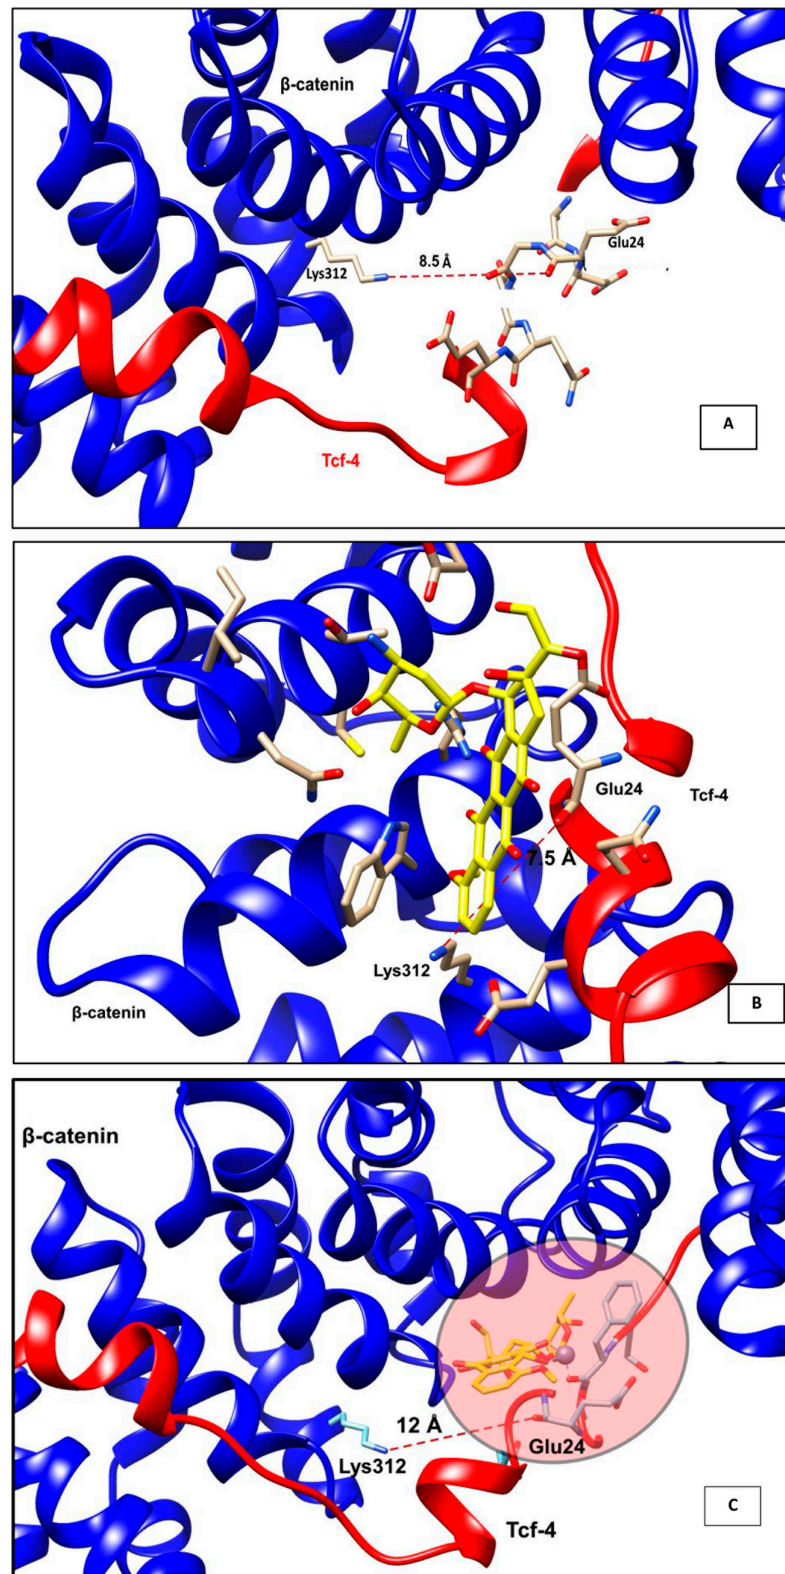 β-catenin
Glu24
Lys312
8.5 Å
A
Tcf-4
Glu24
Tcf-4
7.5 Å
Lys312
β-catenin
B
β-catenin
12 Å
Glu24
Lys312
C
Tcf-4